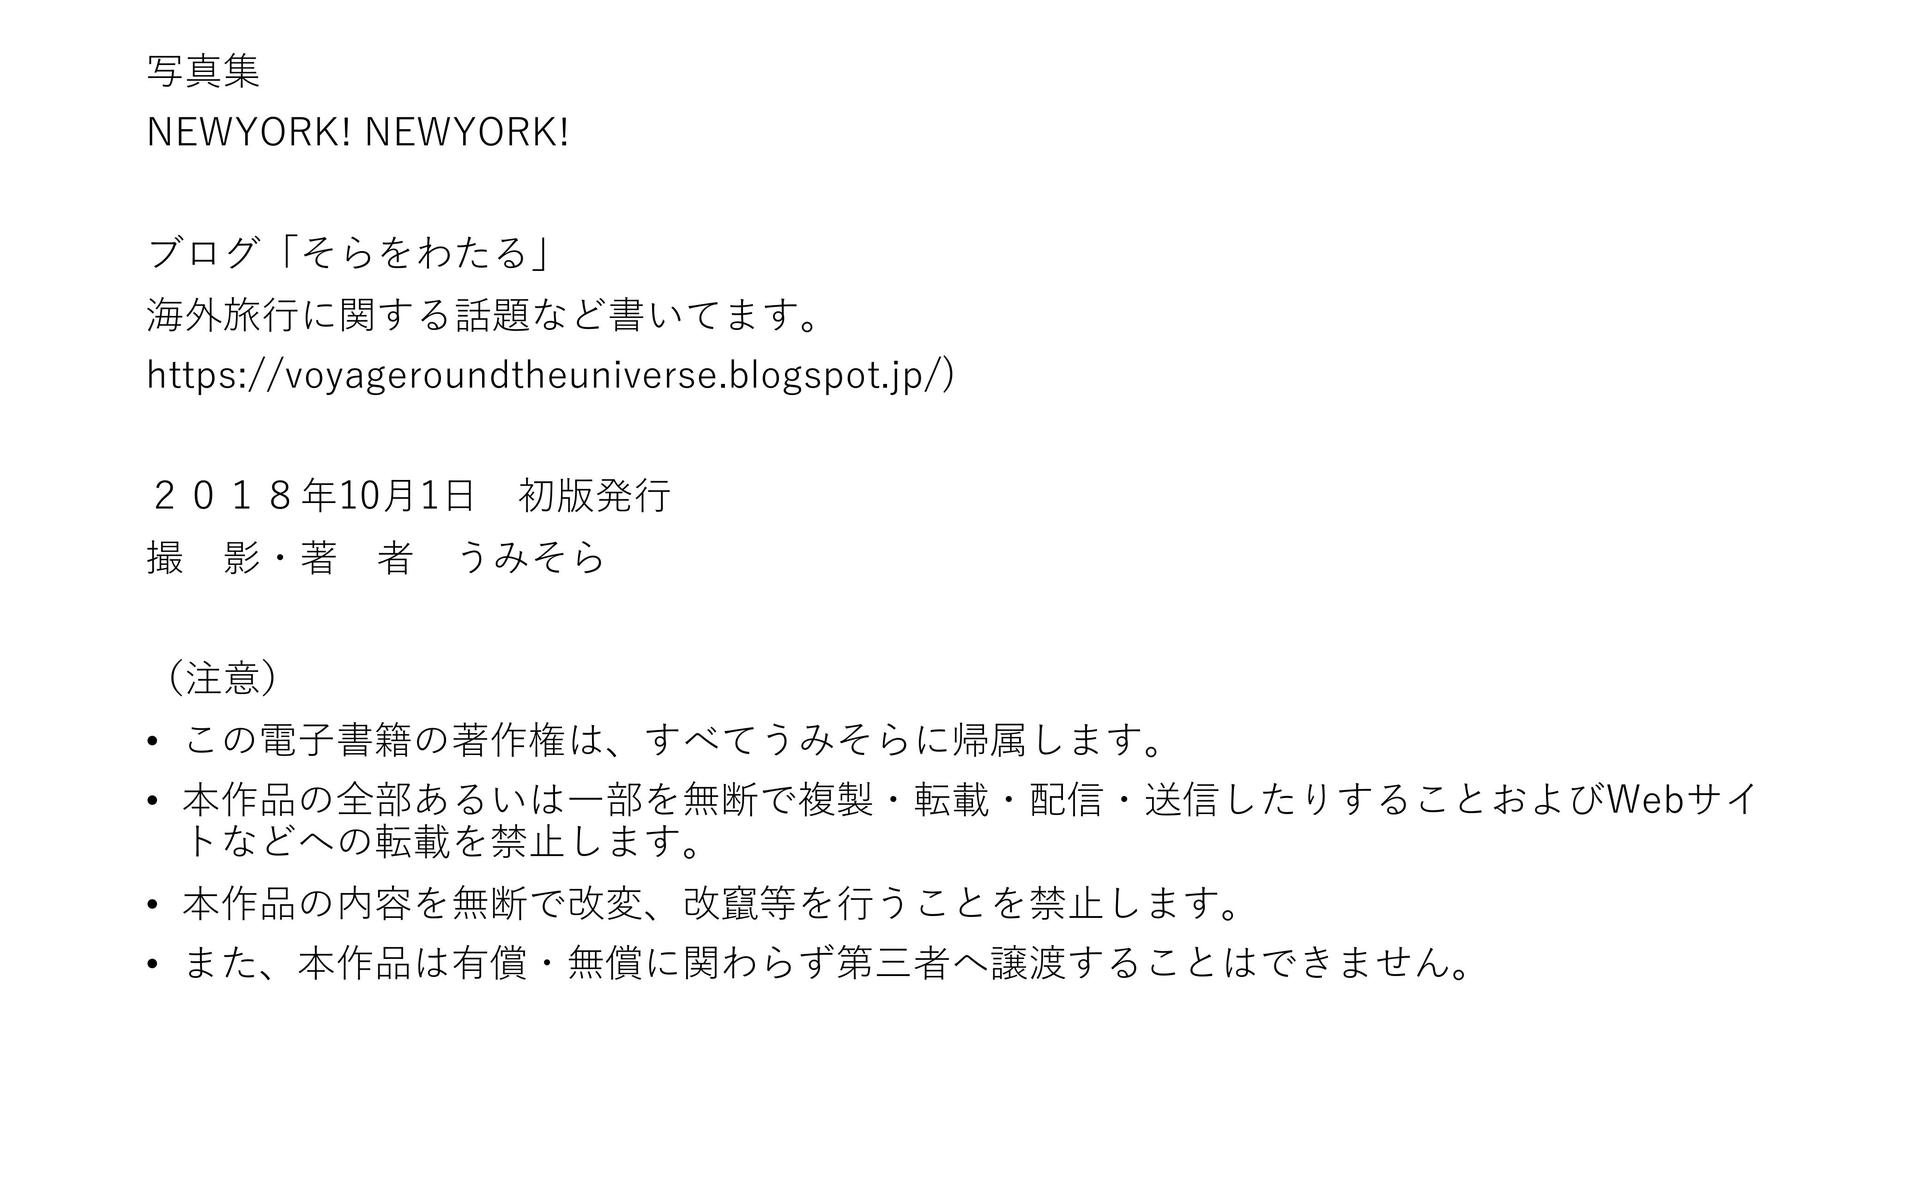 写真集
NEWYORK! NEWYORK!
ブログ「そらをわたる」
海外旅行に関する話題など書いてます。
https://voyageroundtheuniverse.blogspot.jp/)
２０１８年10月1日　初版発行
撮　影・著　者　うみそら
（注意）
• この電子書籍の著作権は、すべてうみそらに帰属します。
• 本作品の全部あるいは一部を無断で複製・転載・配信・送信したりすることおよびWebサイ
トなどへの転載を禁止します。
• 本作品の内容を無断で改変、改竄等を行うことを禁止します。
• また、本作品は有償・無償に関わらず第三者へ譲渡することはできません。